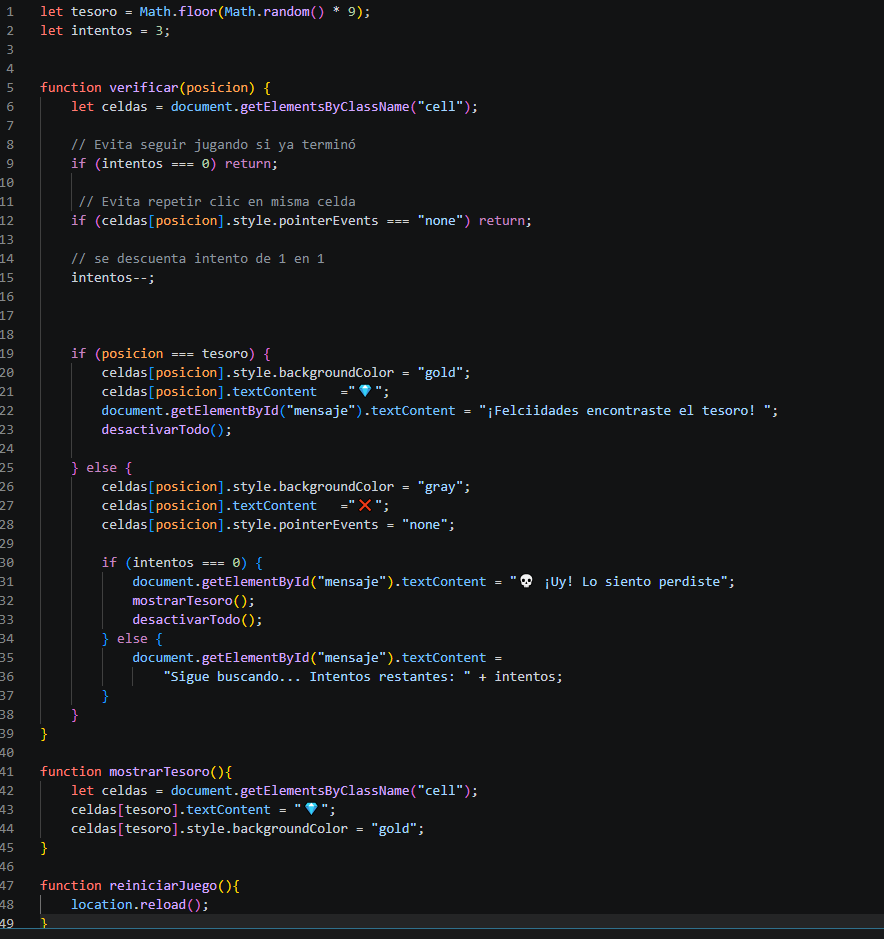 1 let tesoro = Math.floor(Math.random() * 9);
2 let intentos = 3;
3
4
5 function verificar(posicion) {
6     let celdas = document.getElementsByClassName("cell");
7
8     // Evita seguir jugando si ya terminó
9     if (intentos === 0) return;
10
11      // Evita repetir clic en misma celda
12     if (celdas[posicion].style.pointerEvents === "none") return;
13
14     // se descuenta intento de 1 en 1
15     intentos--;
16
17
18
19     if (posicion === tesoro) {
20         celdas[posicion].style.backgroundColor = "gold";
21         celdas[posicion].textContent   ="💎";
22         document.getElementById("mensaje").textContent = "¡Felciidades encontraste el tesoro! ";
23         desactivarTodo();
24
25     } else {
26         celdas[posicion].style.backgroundColor = "gray";
27         celdas[posicion].textContent   ="❌";
28         celdas[posicion].style.pointerEvents = "none";
29
30         if (intentos === 0) {
31             document.getElementById("mensaje").textContent = "💀 ¡Uy! Lo siento perdiste";
32             mostrarTesoro();
33             desactivarTodo();
34         } else {
35             document.getElementById("mensaje").textContent =
36                 "Sigue buscando... Intentos restantes: " + intentos;
37         }
38     }
39 }
40
41 function mostrarTesoro(){
42     let celdas = document.getElementsByClassName("cell");
43     celdas[tesoro].textContent = "💎";
44     celdas[tesoro].style.backgroundColor = "gold";
45 }
46
47 function reiniciarJuego(){
48     location.reload();
49 }